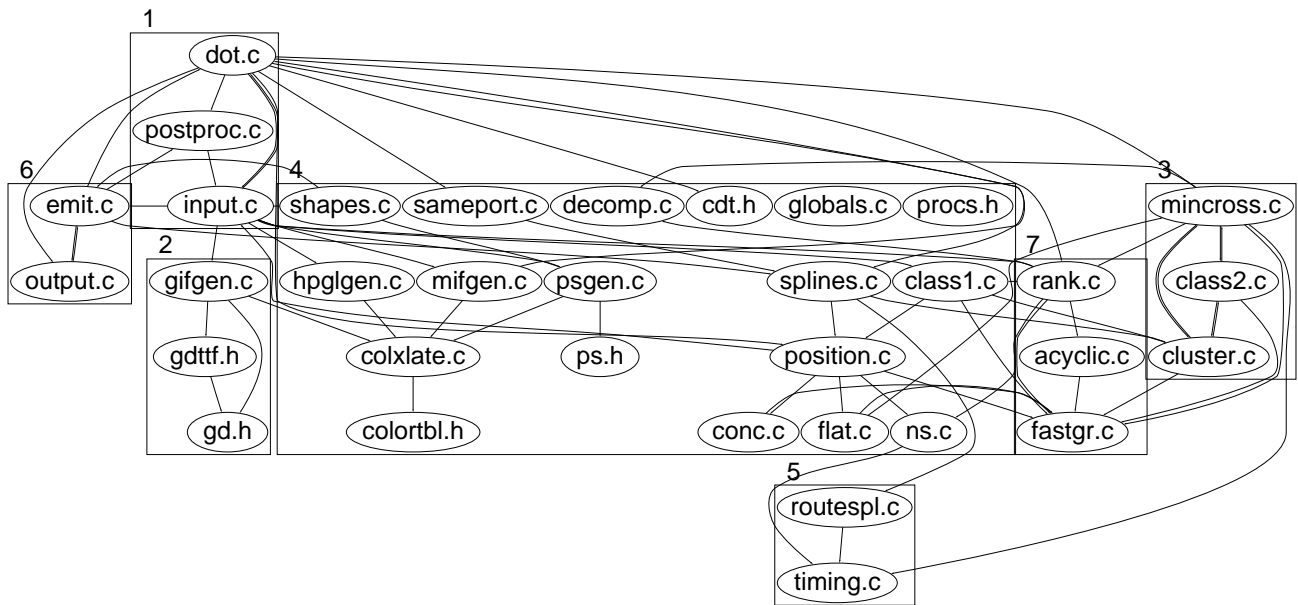 1
dot.c
postproc.c
6
4
3
emit.c
input.c
shapes.c
sameport.c
decomp.c
cdt.h
globals.c
procs.h
mincross.c
2
7
output.c
gifgen.c
hpglgen.c
mifgen.c
psgen.c
splines.c
class1.c
rank.c
class2.c
gdttf.h
colxlate.c
ps.h
position.c
acyclic.c
cluster.c
gd.h
colortbl.h
conc.c
flat.c
ns.c
fastgr.c
5
routespl.c
timing.c